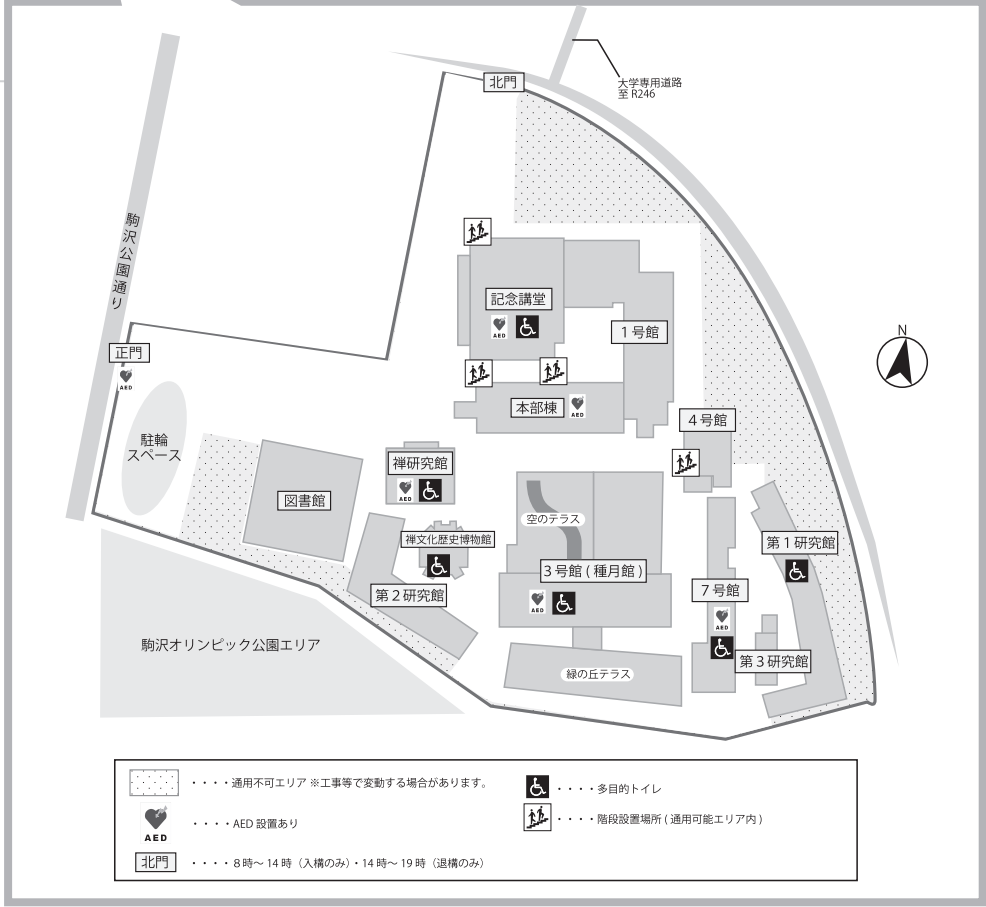 北門
大学専用道路
至 R246
駒沢公園通り
N
記念講堂
AED
1号館
正門
AED
本部棟
AED
4号館
駐輪
スペース
禅研究館
AED
図書館
空のテラス
禅文化歴史博物館
第1研究館
3号館 ( 種月館 )
AED
7号館
AED
第2研究館
駒沢オリンピック公園エリア
第3研究館
緑の丘テラス
・・・・通用不可エリア ※工事等で変動する場合があります。
・・・・多目的トイレ
AED
・・・・AED 設置あり
・・・・階段設置場所 ( 通用可能エリア内 )
北門
・・・・8時〜14時（入構のみ）・14時〜19時（退構のみ）